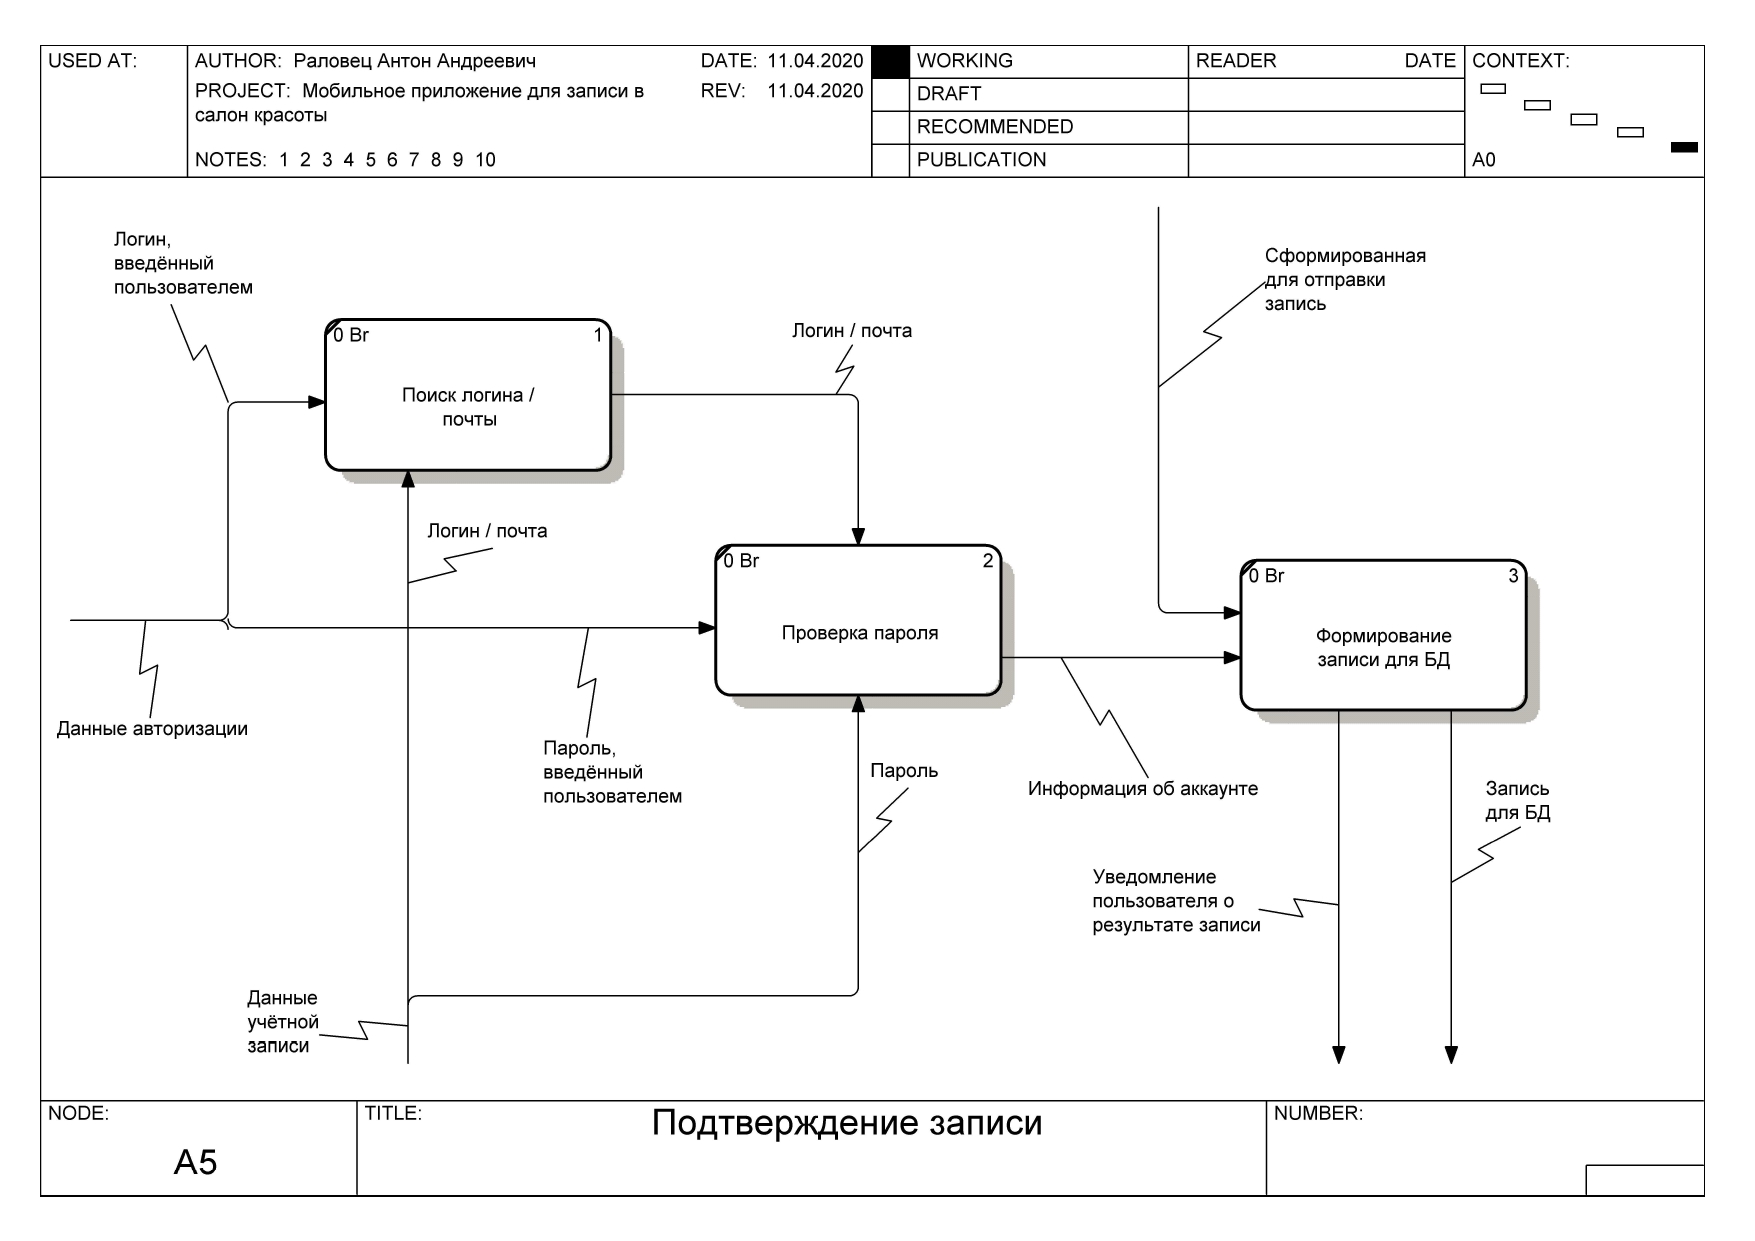 USED AT:
AUTHOR: Раловец Антон Андреевич
DATE: 11.04.2020
PROJECT: Мобильное приложение для записи в
салон красоты
REV: 11.04.2020
NOTES: 1 2 3 4 5 6 7 8 9 10
WORKING
DRAFT
RECOMMENDED
PUBLICATION
READER DATE
CONTEXT:
A0
Логин,
введённый
пользователем
0 Br 1
Поиск логина /
почты
Логин / почта
Сформированная
для отправки
запись
Логин / почта
0 Br 2
Проверка пароля
0 Br 3
Формирование
записи для БД
Данные авторизации
Пароль,
введённый
пользователем
Пароль
Информация об аккаунте
Запись
для БД
Уведомление
пользователя о
результате записи
Данные
учётной
записи
NODE:
A5
TITLE:
Подтверждение записи
NUMBER: